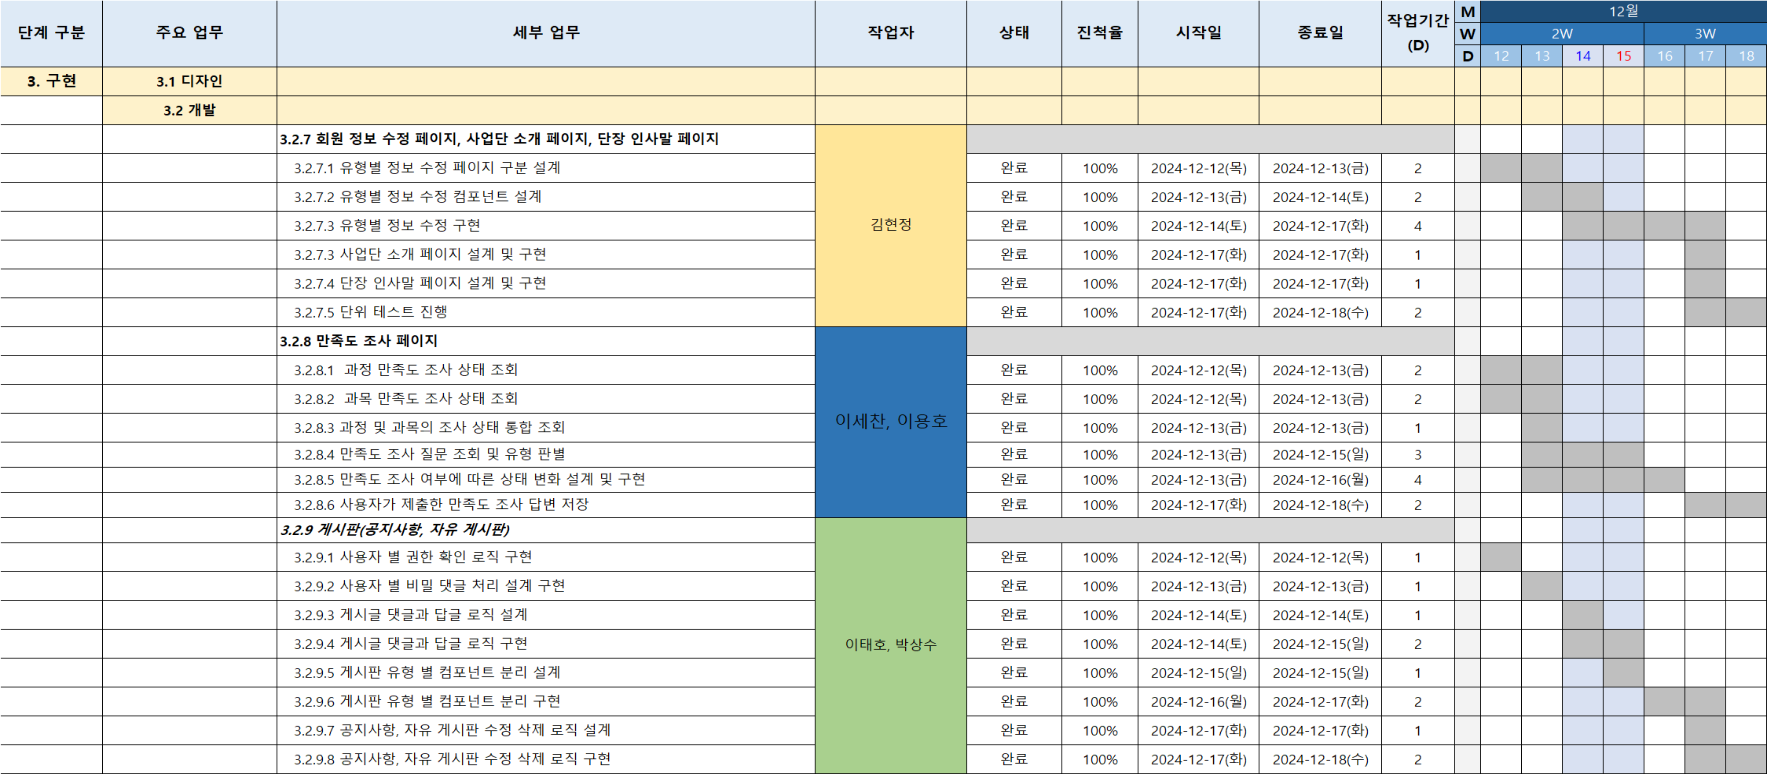 단계 구분 주요 업무 세부 업무 작업자 상태 진척율 시작일 종료일 작업기간 (D) M 12월
W 2W 3W
D 12 13 14 15 16 17 18
3. 구현 3.1 디자인
3.2 개발
3.2.7 회원 정보 수정 페이지, 사업단 소개 페이지, 단장 인사말 페이지
3.2.7.1 유형별 정보 수정 페이지 구분 설계 완료 100% 2024-12-12(목) 2024-12-13(금) 2
3.2.7.2 유형별 정보 수정 컴포넌트 설계 완료 100% 2024-12-13(금) 2024-12-14(토) 2
3.2.7.3 유형별 정보 수정 구현 김현정 완료 100% 2024-12-14(토) 2024-12-17(화) 4
3.2.7.3 사업단 소개 페이지 설계 및 구현 완료 100% 2024-12-17(화) 2024-12-17(화) 1
3.2.7.4 단장 인사말 페이지 설계 및 구현 완료 100% 2024-12-17(화) 2024-12-17(화) 1
3.2.7.5 단위 테스트 진행 완료 100% 2024-12-17(화) 2024-12-18(수) 2
3.2.8 만족도 조사 페이지
3.2.8.1 과정 만족도 조사 상태 조회 완료 100% 2024-12-12(목) 2024-12-13(금) 2
3.2.8.2 과목 만족도 조사 상태 조회 완료 100% 2024-12-12(목) 2024-12-13(금) 2
3.2.8.3 과정 및 과목의 조사 상태 통합 조회 이세찬, 이용호 완료 100% 2024-12-13(금) 2024-12-13(금) 1
3.2.8.4 만족도 조사 질문 조회 및 유형 판별 완료 100% 2024-12-13(금) 2024-12-15(일) 3
3.2.8.5 만족도 조사 여부에 따른 상태 변화 설계 및 구현 완료 100% 2024-12-13(금) 2024-12-16(월) 4
3.2.8.6 사용자가 제출한 만족도 조사 답변 저장 완료 100% 2024-12-17(화) 2024-12-18(수) 2
3.2.9 게시판(공지사항, 자유 게시판)
3.2.9.1 사용자 별 권한 확인 로직 구현 완료 100% 2024-12-12(목) 2024-12-12(목) 1
3.2.9.2 사용자 별 비밀 댓글 처리 설계 구현 완료 100% 2024-12-13(금) 2024-12-13(금) 1
3.2.9.3 게시글 댓글과 답글 로직 설계 완료 100% 2024-12-14(토) 2024-12-14(토) 1
3.2.9.4 게시글 댓글과 답글 로직 구현 이태호, 박상수 완료 100% 2024-12-14(토) 2024-12-15(일) 2
3.2.9.5 게시판 유형 별 컴포넌트 분리 설계 완료 100% 2024-12-15(일) 2024-12-15(일) 1
3.2.9.6 게시판 유형 별 컴포넌트 분리 구현 완료 100% 2024-12-16(월) 2024-12-17(화) 2
3.2.9.7 공지사항, 자유 게시판 수정 삭제 로직 설계 완료 100% 2024-12-17(화) 2024-12-17(화) 1
3.2.9.8 공지사항, 자유 게시판 수정 삭제 로직 구현 완료 100% 2024-12-17(화) 2024-12-18(수) 2